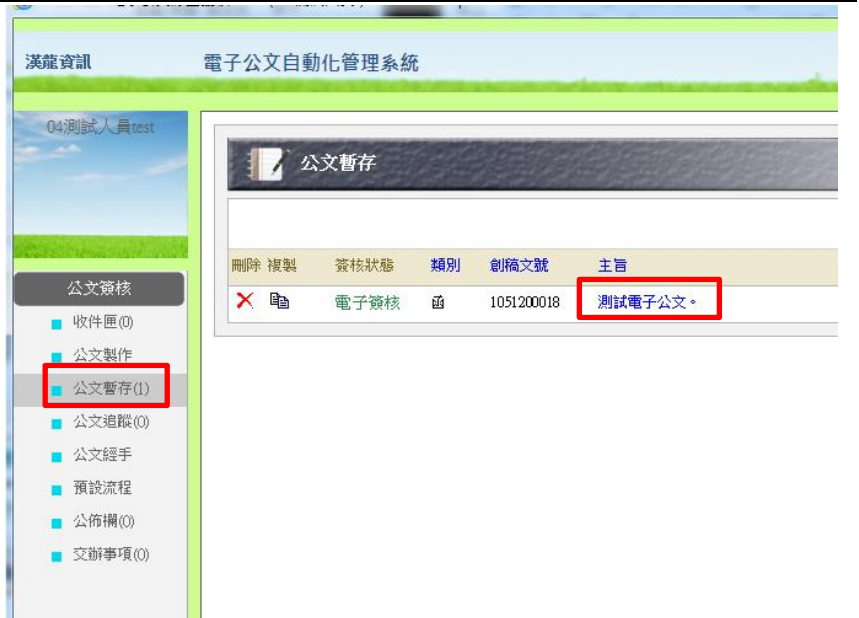 漢龍資訊 電子公文自動化管理系統
04測試人員test
公文暫存
刪除 複製 簽核狀態 類別 創稿文號 主旨
電子簽核 函 1051200018 測試電子公文。
公文簽核
收件匣(0)
公文製作
公文暫存(1)
公文追蹤(0)
公文經手
預設流程
公佈欄(0)
交辦事項(0)